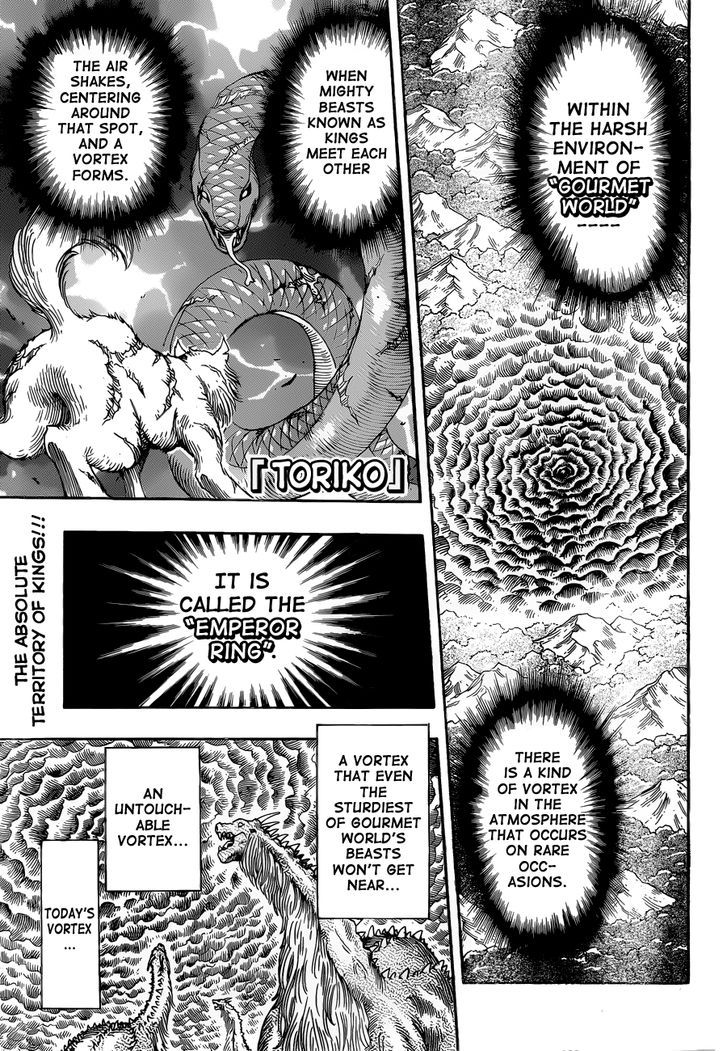 WITHIN
THE HARSH
ENVIRON-
MENT OF
"GOURMET
WORLD"
----
THERE
IS A KIND
OF VORTEX
IN THE
ATMOSPHERE
THAT OCCURS
ON RARE
OCC-
ASIONS.
WHEN
MIGHTY
BEASTS
KNOWN AS
KINGS
MEET EACH
OTHER
THE AIR
SHAKES,
CENTERING
AROUND
THAT SPOT,
AND A
VORTEX
FORMS.
『TORIKO』
IT IS
CALLED THE
"EMPEROR
RING".
THE ABSOLUTE
TERRITORY OF KINGS!!!
A VORTEX
THAT EVEN
THE
STURDIEST
OF GOURMET
WORLD'S
BEASTS
WON'T GET
NEAR...
AN
UNTOUCH-
ABLE
VORTEX...
TODAY'S
VORTEX
...